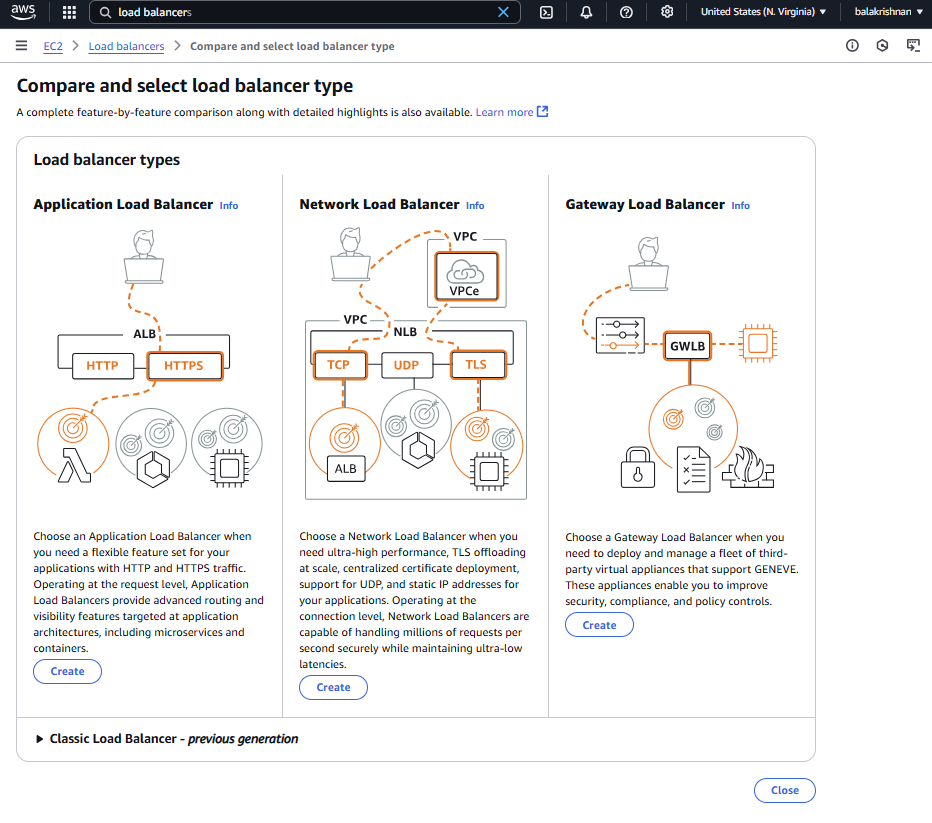 aws
load balancers
United States (N. Virginia)
balakrishnan
EC2
Load balancers
Compare and select load balancer type
Compare and select load balancer type
A complete feature-by-feature comparison along with detailed highlights is also available. Learn more
Load balancer types
Application Load Balancer Info
ALB
HTTP
HTTPS
Choose an Application Load Balancer when
you need a flexible feature set for your
applications with HTTP and HTTPS traffic.
Operating at the request level, Application
Load Balancers provide advanced routing and
visibility features targeted at application
architectures, including microservices and
containers.
Create
Network Load Balancer Info
VPC
VPCe
VPC
NLB
TCP
UDP
TLS
ALB
Choose a Network Load Balancer when you
need ultra-high performance, TLS offloading
at scale, centralized certificate deployment,
support for UDP, and static IP addresses for
your applications. Operating at the
connection level, Network Load Balancers are
capable of handling millions of requests per
second securely while maintaining ultra-low
latencies.
Create
Gateway Load Balancer Info
GWLB
Choose a Gateway Load Balancer when you
need to deploy and manage a fleet of third-
party virtual appliances that support GENEVE.
These appliances enable you to improve
security, compliance, and policy controls.
Create
Classic Load Balancer - previous generation
Close